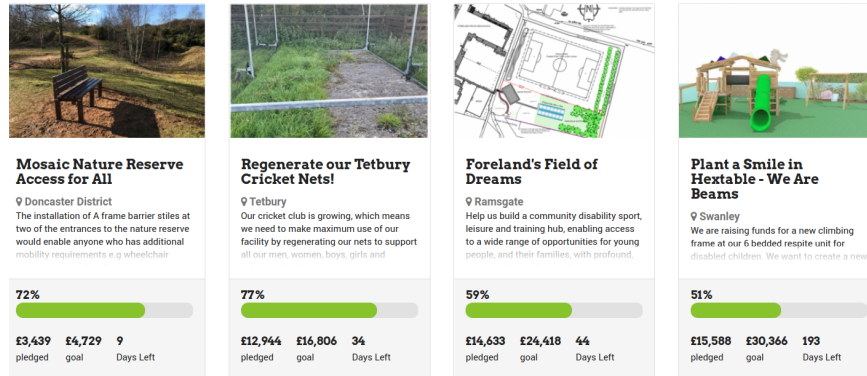 Mosaic Nature Reserve
Access for All
Doncaster District
The installation of A frame barrier stiles at
two of the entrances to the nature reserve
would enable anyone who has additional
mobility requirements e.g wheelchair
72%
£3,439 £4,729 9
pledged goal Days Left
Regenerate our Tetbury
Cricket Nets!
Tetbury
Our cricket club is growing, which means
we need to make maximum use of our
facility by regenerating our nets to support
all our men, women, boys, girls and
77%
£12,944 £16,806 34
pledged goal Days Left
Foreland's Field of
Dreams
Ramsgate
Help us build a community disability sport,
leisure and training hub, enabling access
to a wide range of opportunities for young
people, and their families, with profound,
59%
£14,633 £24,418 44
pledged goal Days Left
Plant a Smile in
Hextable - We Are
Beams
Swanley
We are raising funds for a new climbing
frame at our 6 bedded respite unit for
disabled children. We want to create a new
51%
£15,588 £30,366 193
pledged goal Days Left